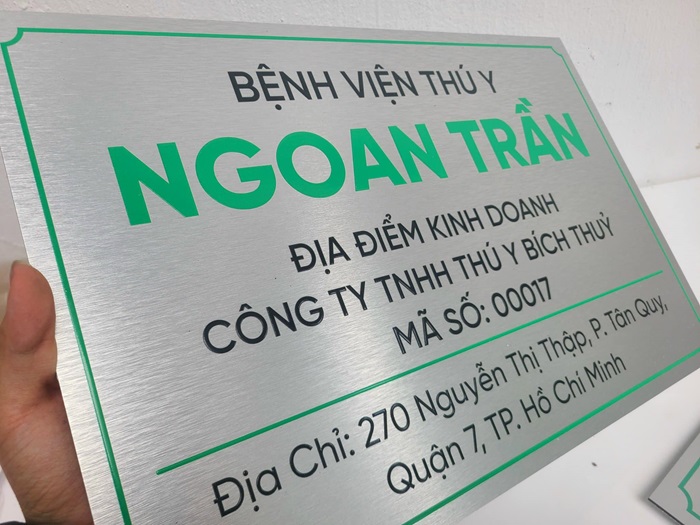 BỆNH VIỆN THÚ Y
NGOAN TRẦN
ĐỊA ĐIỂM KINH DOANH
CÔNG TY TNHH THÚ Y BÍCH THUỲ
MÃ SỐ: 00017
Địa Chỉ: 270 Nguyễn Thị Thập, P. Tân Quy,
Quận 7, TP. Hồ Chí Minh